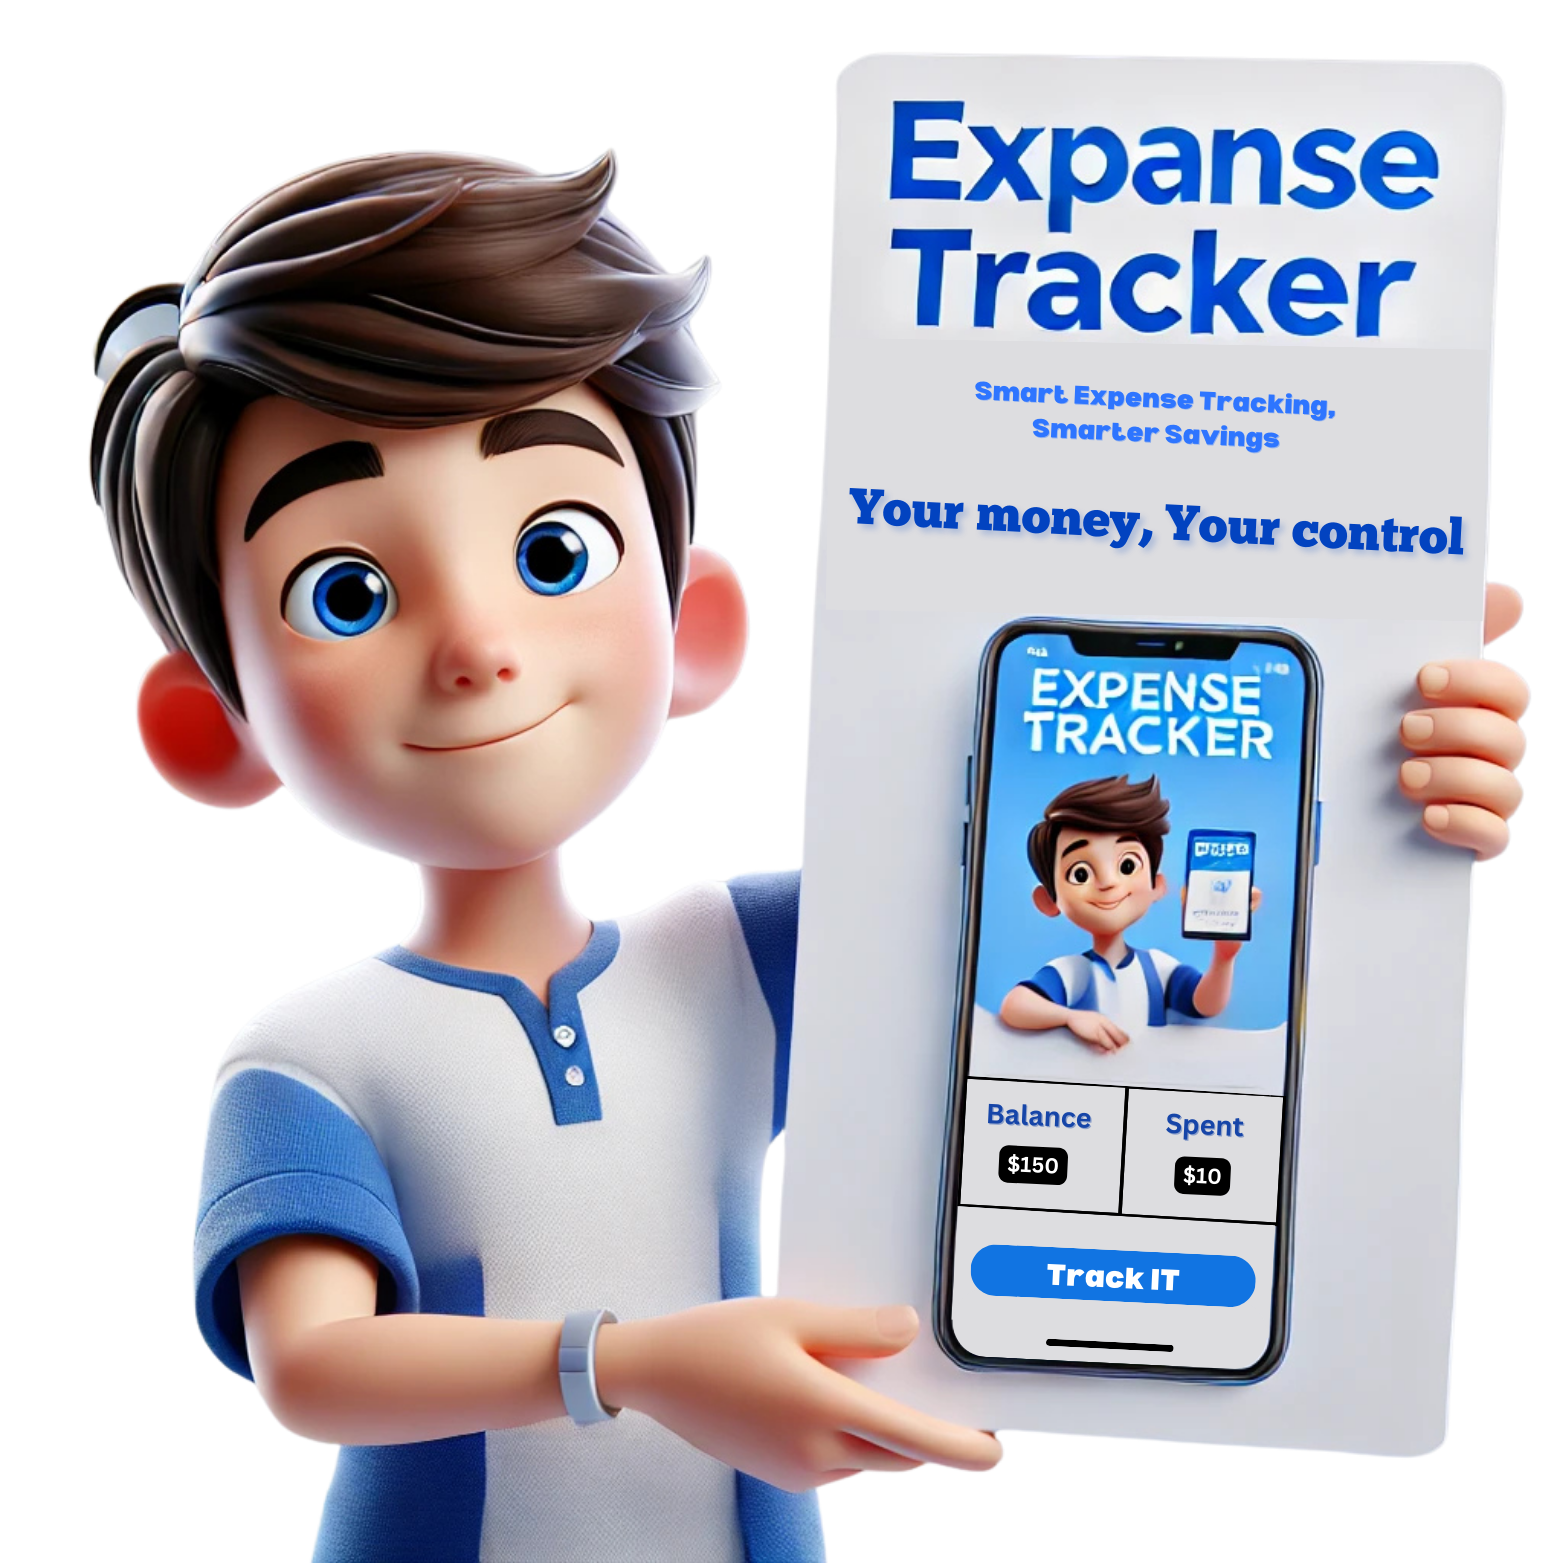 Expanse
Tracker
Smart Expense Tracking,
Smarter Savings
Your money, Your control
EXPENSE
TRACKER
Balance
Spent
$150
$10
Track IT